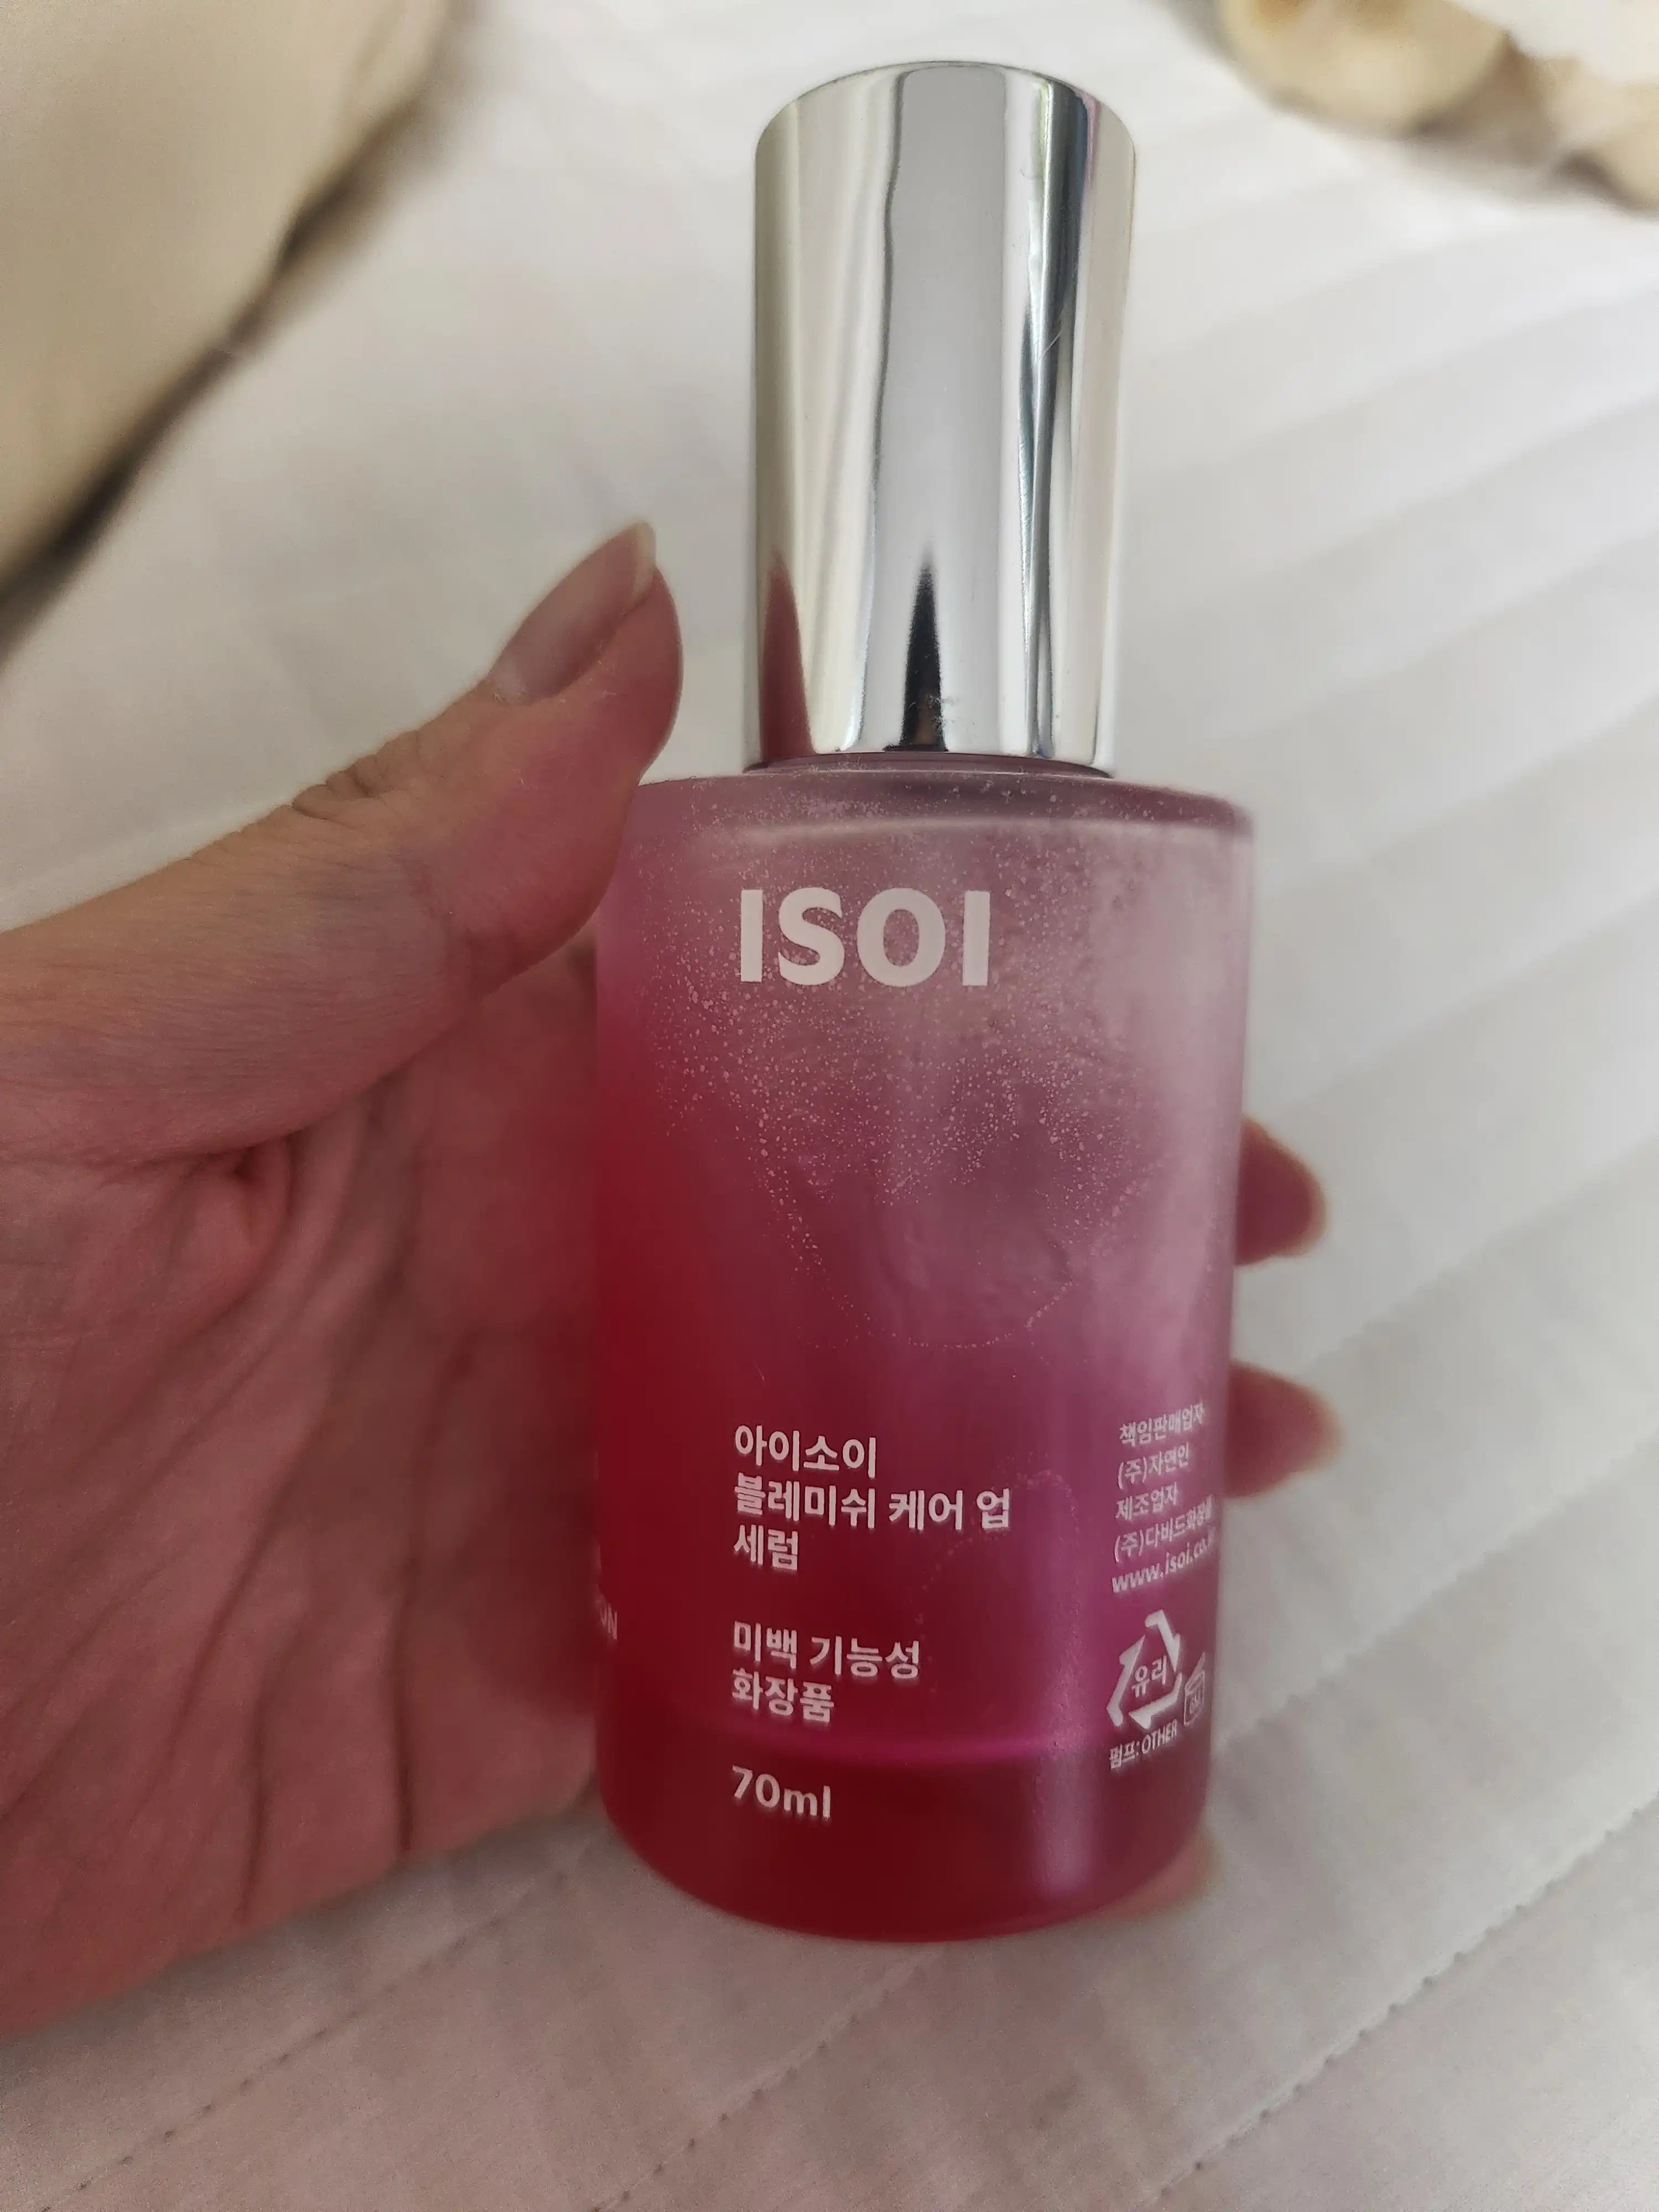 ISOI
아이소이
블레미쉬 케어 업
세럼
미백 기능성
화장품
70ml
책임판매업자
(주)자연인
제조업자
www.isoi.co
유리
펌프: OTHER